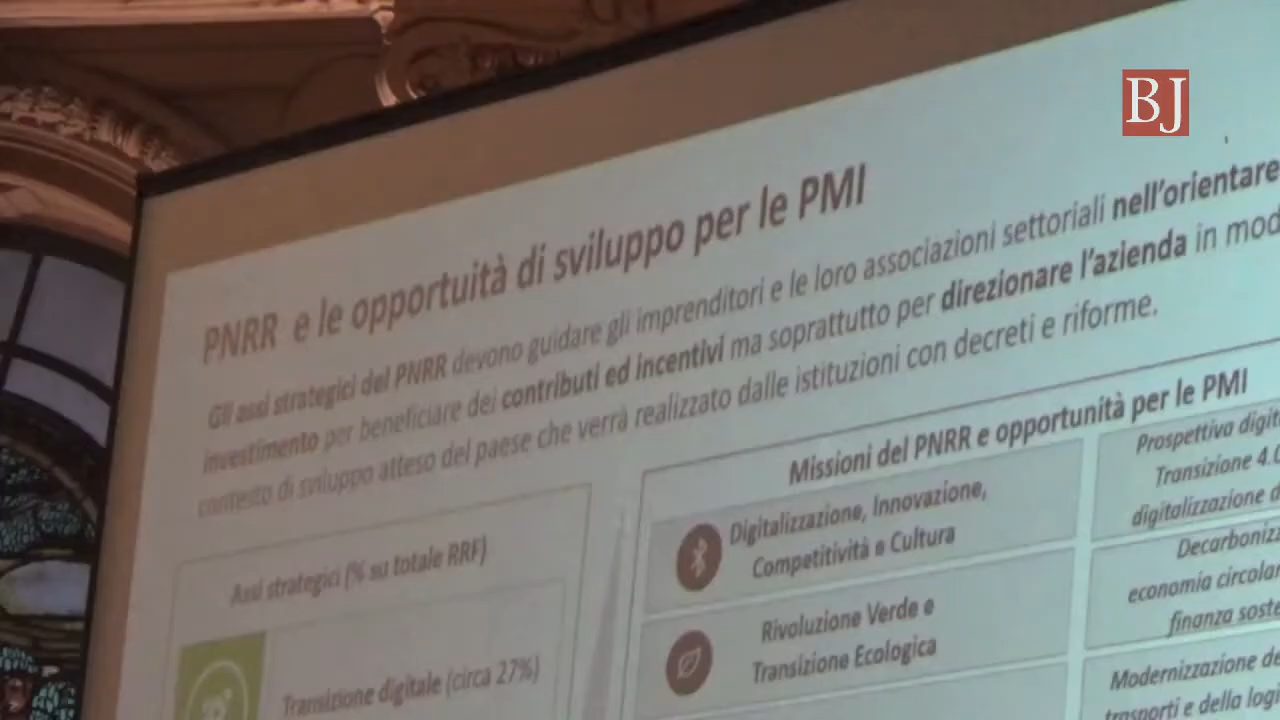 BJ
PNRR e le opportuità di sviluppo per le PMI
Gli assi strategici del PNRR devono guidare gli imprenditori e le loro associazioni settoriali nell'orientare
investimento per beneficiare dei contributi ed incentivi ma soprattutto per direzionare l'azienda in mod
contesto di sviluppo atteso del paese che verrà realizzato dalle istituzioni con decreti e riforme.
Assi strategici (% su totale RRF)
Transizione digitale (circa 27%)
Missioni del PNRR e opportunità per le PMI
Digitalizzazione, Innovazione,
Competitività e Cultura
Prospettiva digit
Transizione 4.0
digitalizzazione d
Rivoluzione Verde e
Transizione Ecologica
Decarboniz
economia circolar
finanza soste
Modernizzazione de
trasporti e della logi